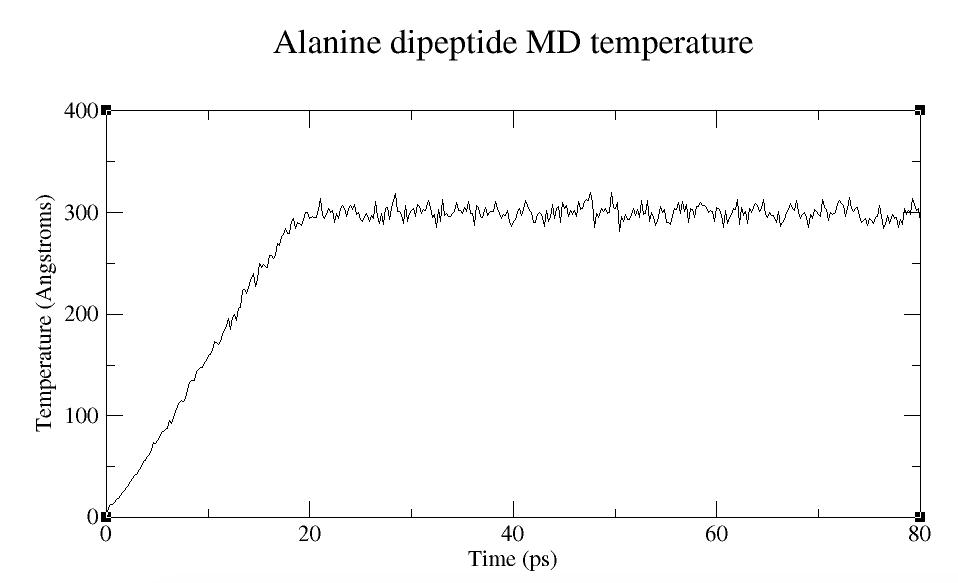 Alanine dipeptide MD temperature
400
300
200
100
0
Temperature (Angstroms)
0 20 40 60 80
Time (ps)